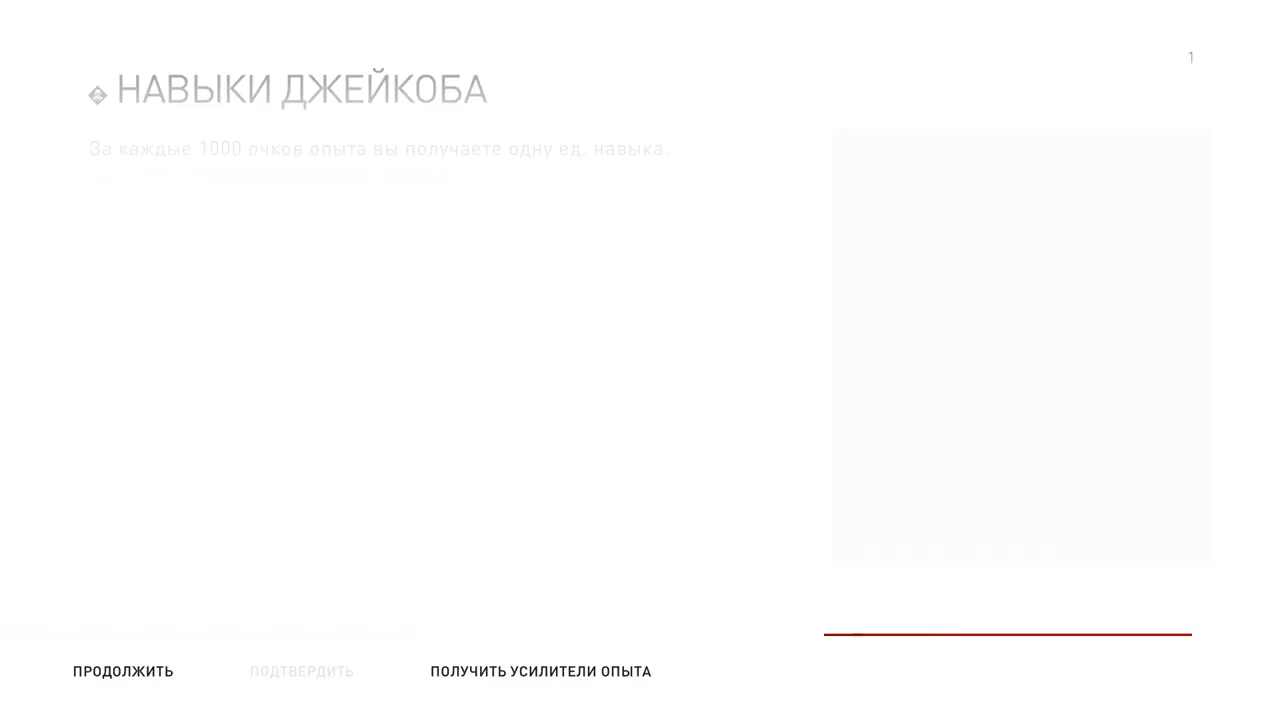 1
НАВЫКИ ДЖЕЙКОБА
За каждые 1000 очков опыта вы получаете одну ед. навыка.
ПРОДОЛЖИТЬ ПОДТВЕРДИТЬ ПОЛУЧИТЬ УСИЛИТЕЛИ ОПЫТА